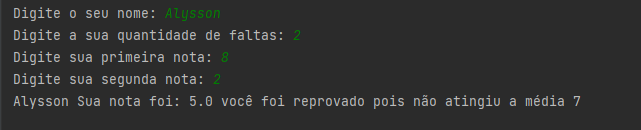 Digite o seu nome: Alysson
Digite a sua quantidade de faltas: 2
Digite sua primeira nota: 8
Digite sua segunda nota: 2
Alysson Sua nota foi: 5.0 você foi reprovado pois não atingiu a média 7